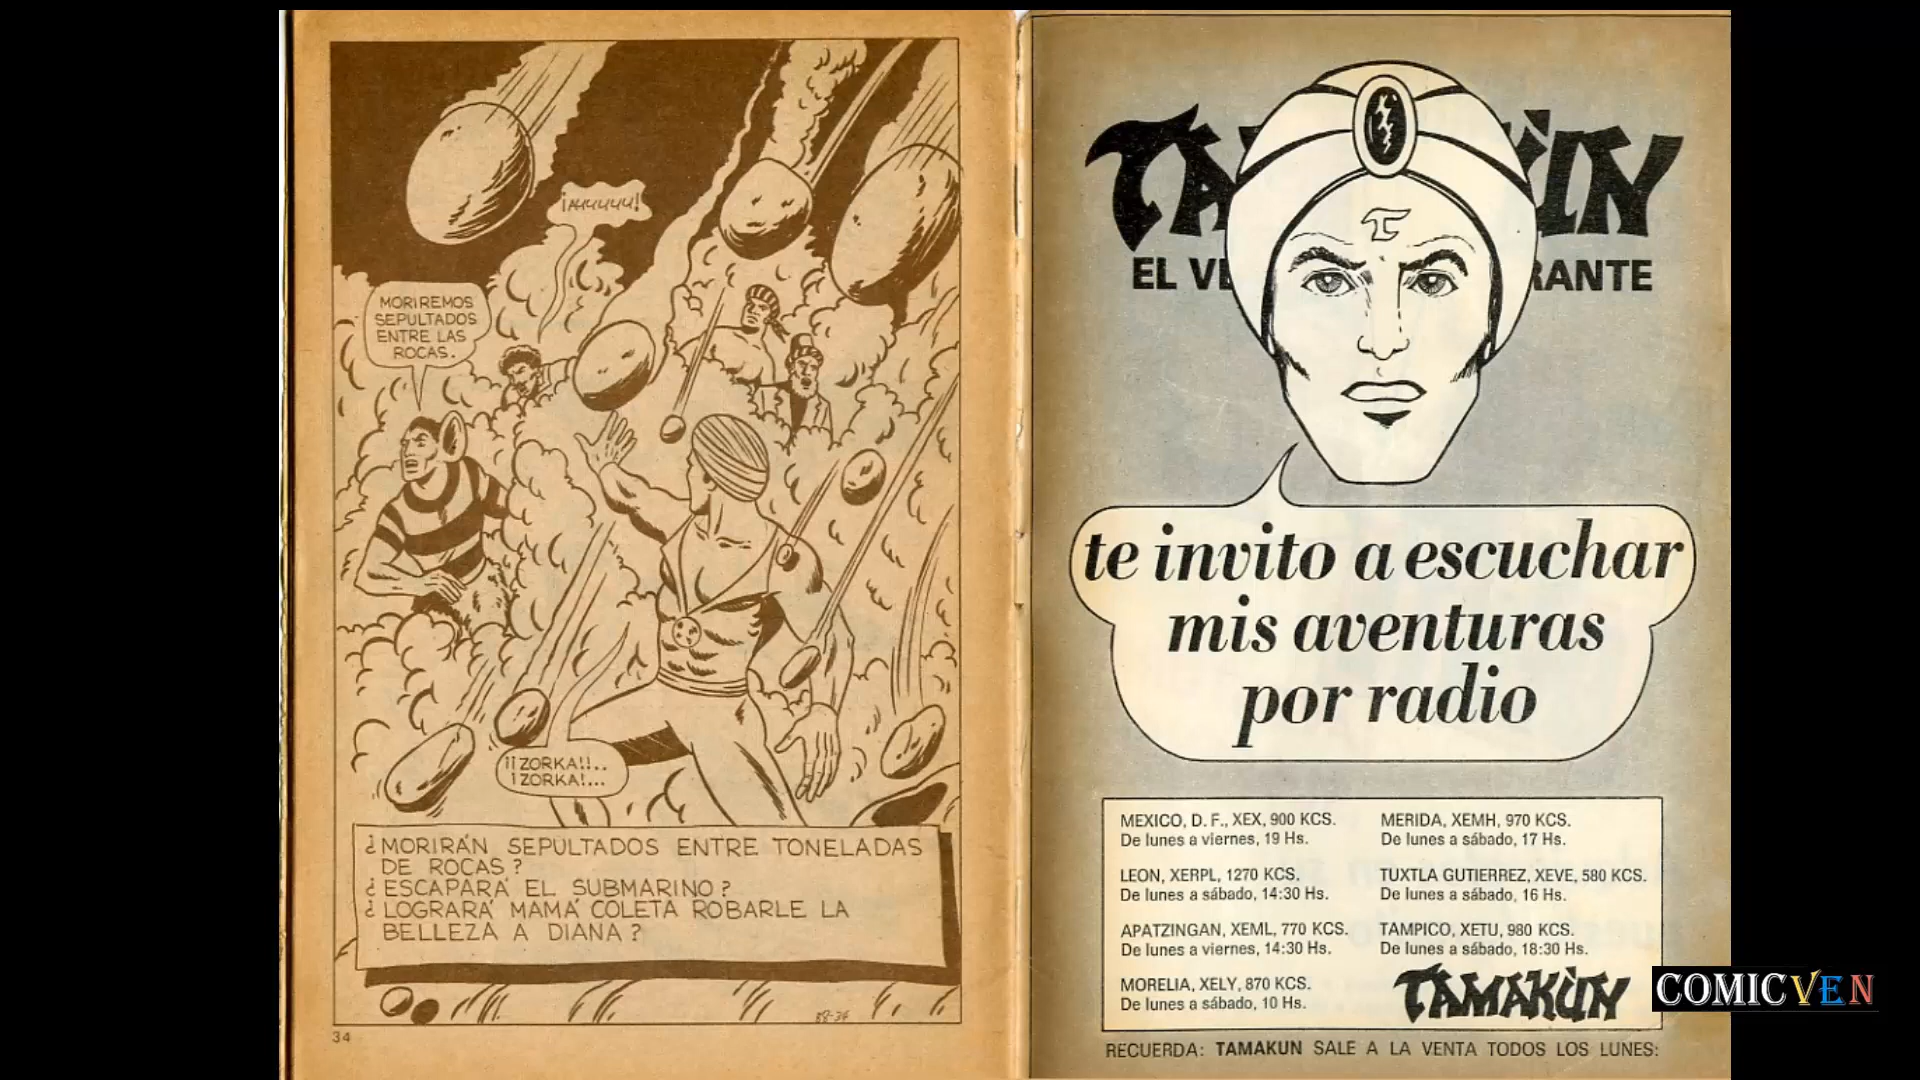 ¡AUUUUU!
MORIREMOS
SEPULTADOS
ENTRE LAS
ROCAS.
¡¡ZORKA!!..
¡ZORKA!...
¿MORIRÁN SEPULTADOS ENTRE TONELADAS
DE ROCAS?
¿ESCAPARÁ EL SUBMARINO?
¿LOGRARÁ MAMÁ COLETA ROBARLE LA
BELLEZA A DIANA?
88-34
34
EL VE RANTE
te invito a escuchar
mis aventuras
por radio
MEXICO, D. F., XEX, 900 KCS.
De lunes a viernes, 19 Hs.
LEON, XERPL, 1270 KCS.
De lunes a sábado, 14:30 Hs.
APATZINGAN, XEML, 770 KCS.
De lunes a viernes, 14:30 Hs.
MORELIA, XELY, 870 KCS.
De lunes a sábado, 10 Hs.
MERIDA, XEMH, 970 KCS.
De lunes a sábado, 17 Hs.
TUXTLA GUTIERREZ, XEVE, 580 KCS.
De lunes a sábado, 16 Hs.
TAMPICO, XETU, 980 KCS.
De lunes a sábado, 18:30 Hs.
TAMAKÚN
RECUERDA: TAMAKUN SALE A LA VENTA TODOS LOS LUNES:
COMICVEN